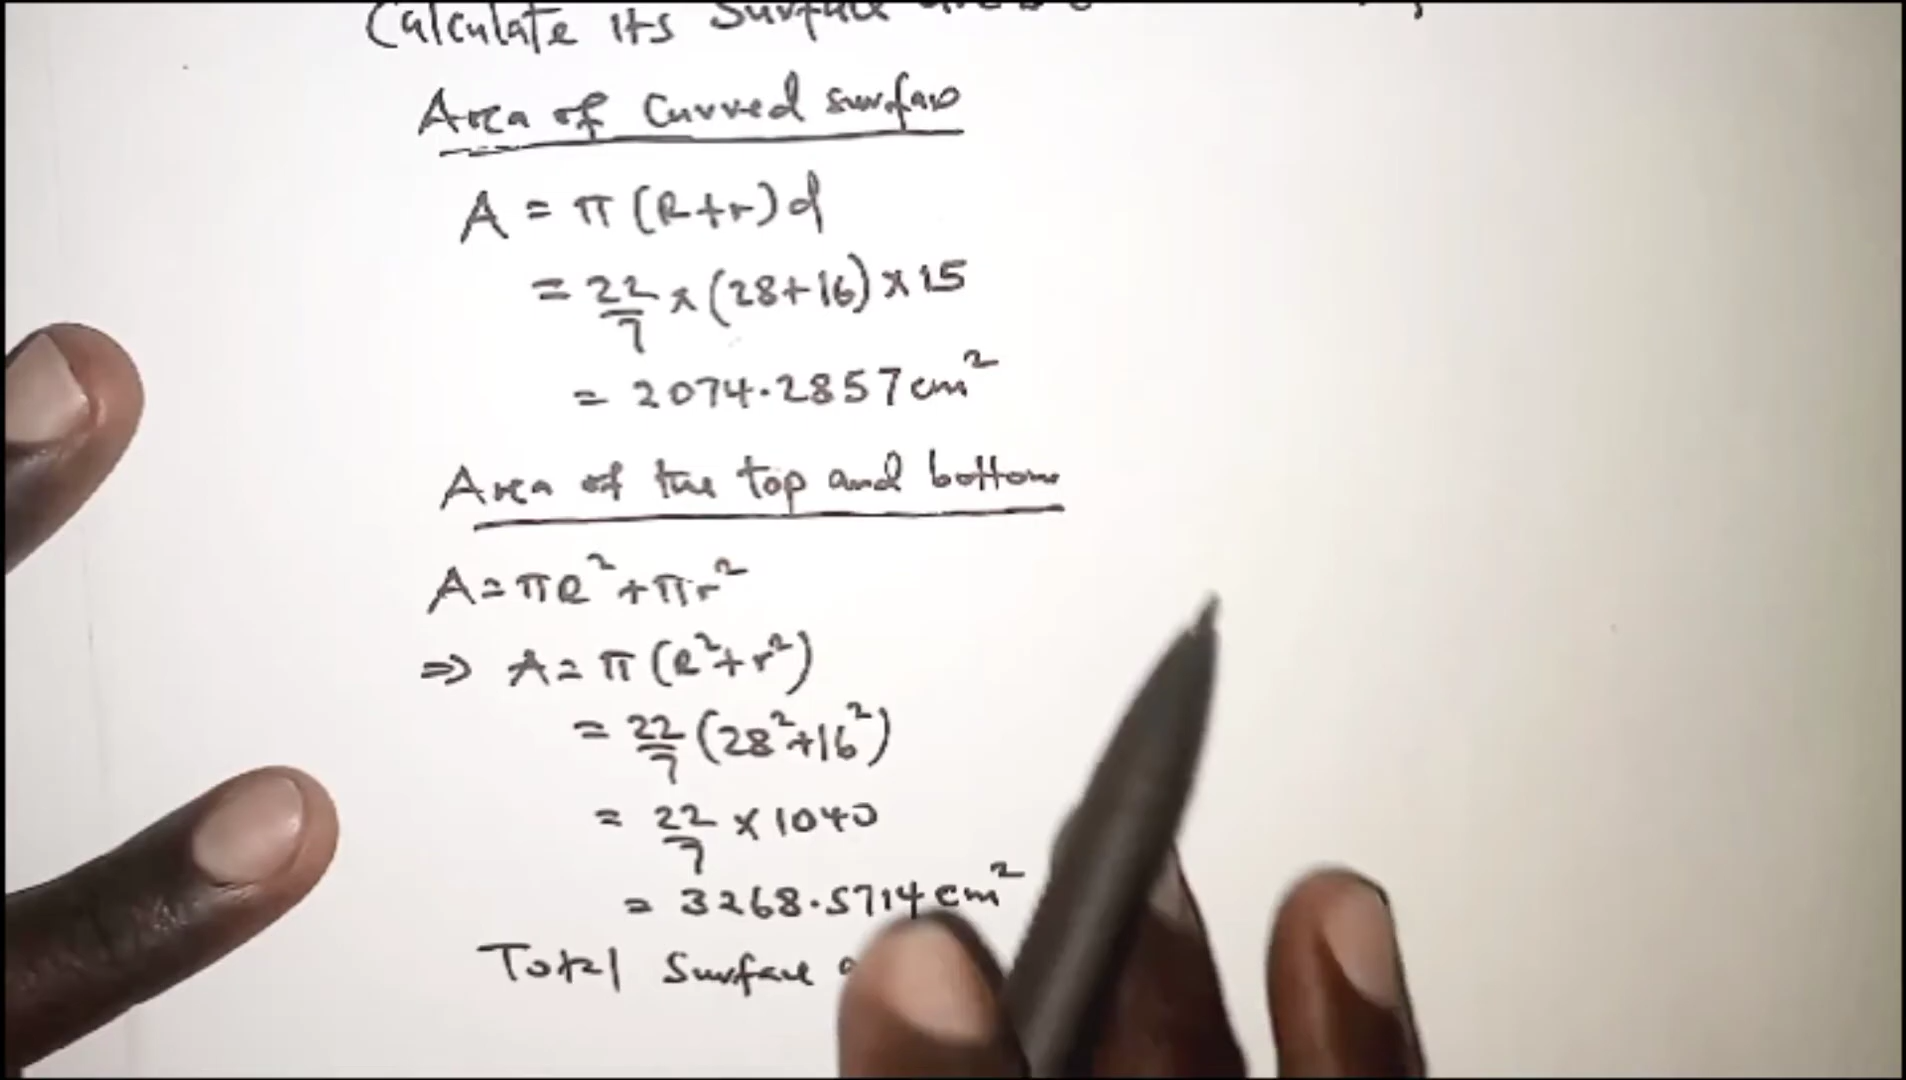 Calculate its surface
Area of Curved surface
A = π (R+r)d
= 22/7 × (28+16) × 15
= 2074.2857 cm²
Area of the top and bottom
A = πR² + πr²
⇒ A = π (R²+r²)
= 22/7 (28²+16²)
= 22/7 × 1040
= 3268.5714 cm²
Total Surface